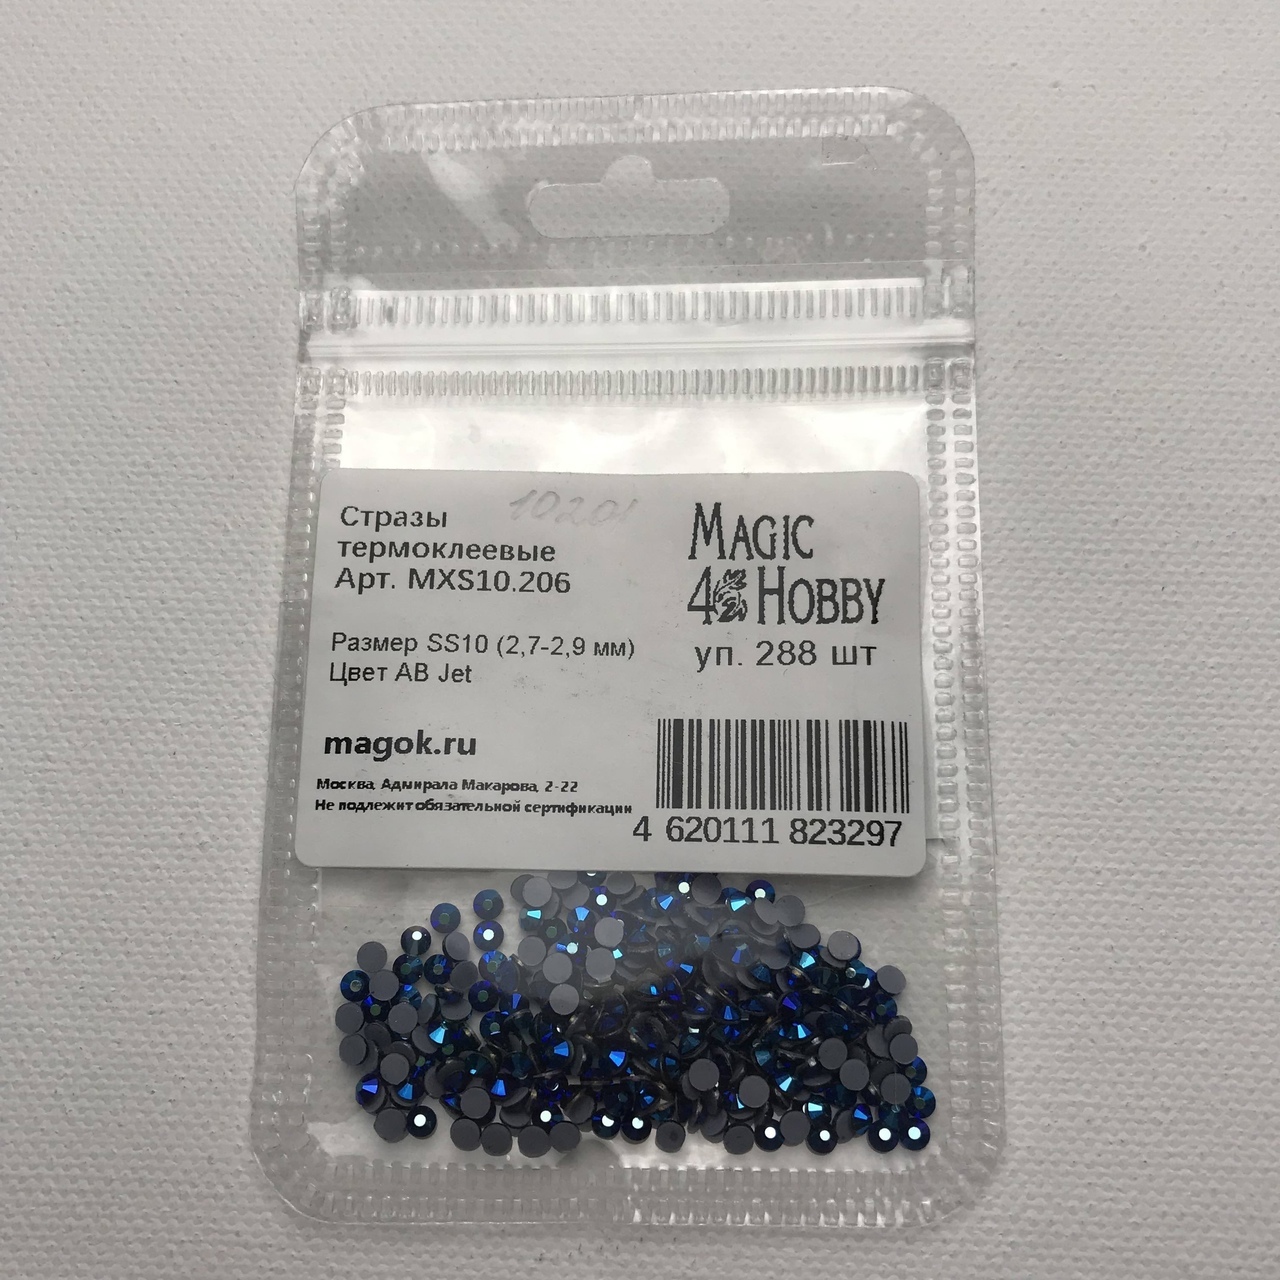 10201
Стразы
термоклеевые
Арт. MXS10.206
Размер SS10 (2,7-2,9 мм)
Цвет AB Jet
MAGIC
4 HOBBY
уп. 288 шт
magok.ru
Москва, Адмирала Макарова, 2-22
Не подлежит обязательной сертификации
4 620111 823297